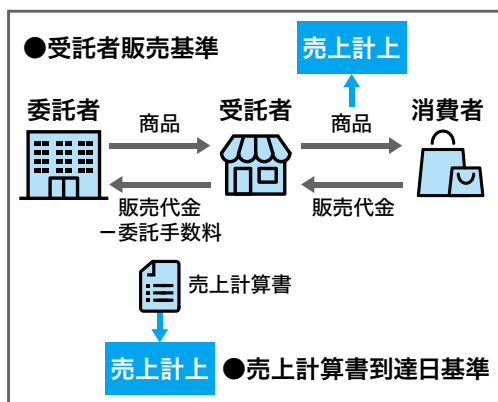 ●受託者販売基準
売上計上
委託者
受託者
消費者
商品
商品
販売代金
－委託手数料
販売代金
売上計算書
売上計上
●売上計算書到達日基準